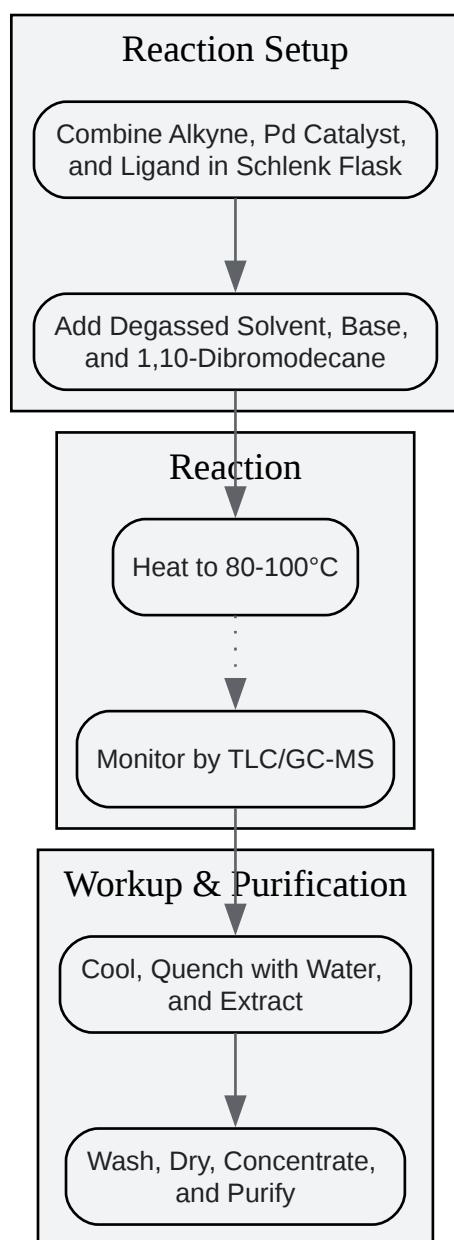 Reaction Setup
Combine Alkyne, Pd Catalyst,
and Ligand in Schlenk Flask
Add Degassed Solvent, Base,
and 1,10-Dibromodecane
Reaction
Heat to 80-100°C
Monitor by TLC/GC-MS
Workup & Purification
Cool, Quench with Water,
and Extract
Wash, Dry, Concentrate,
and Purify